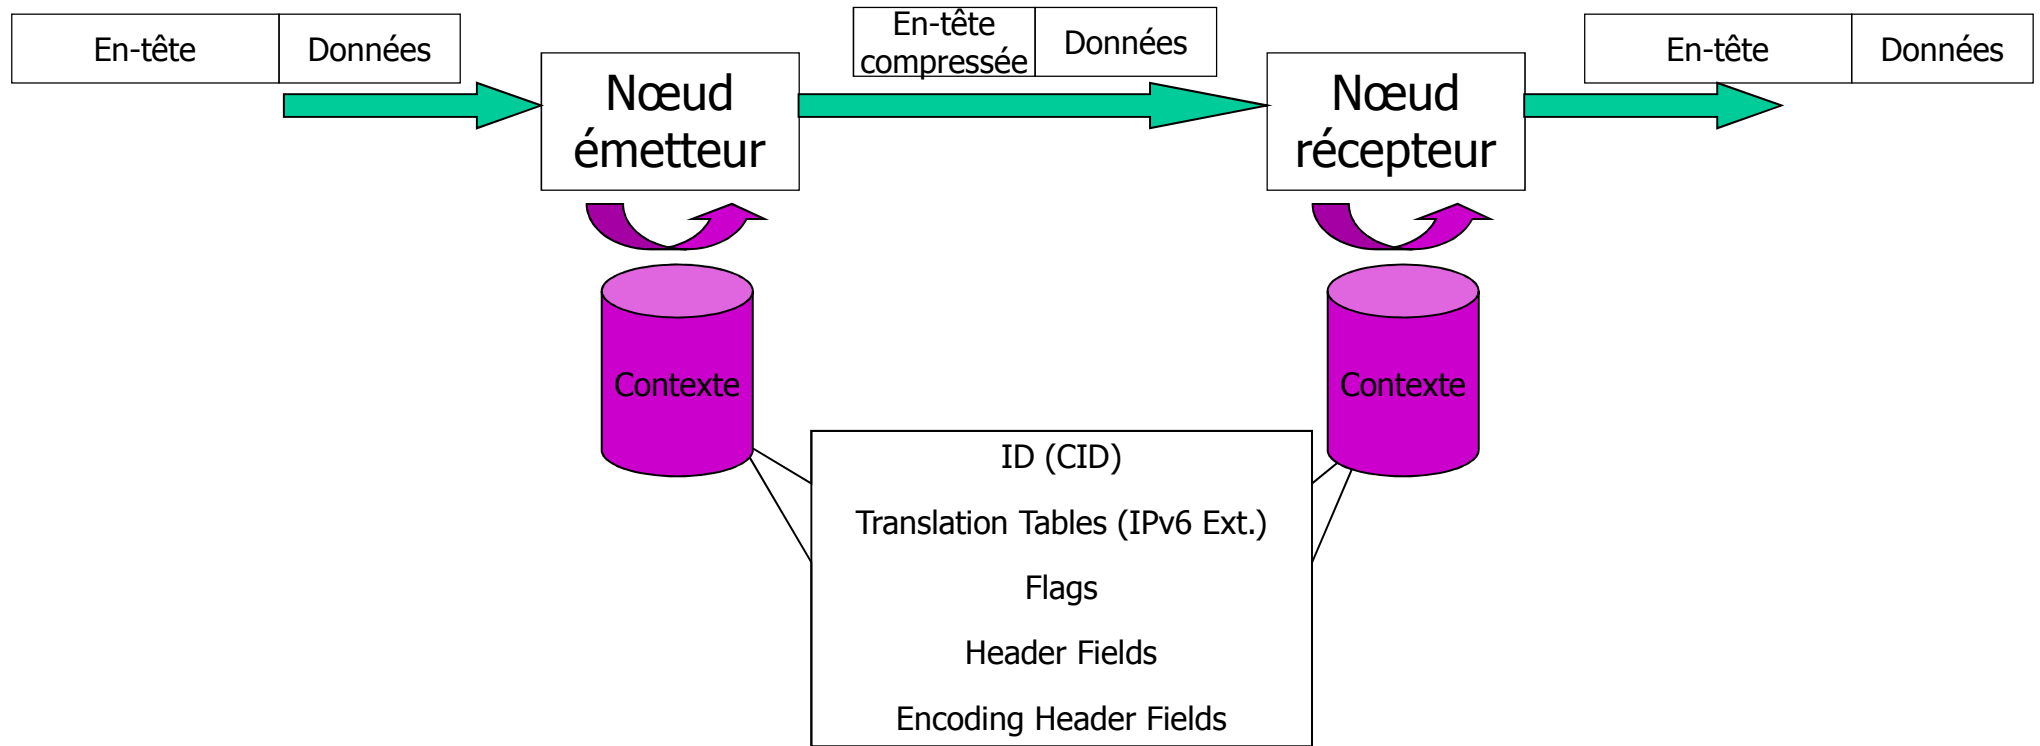 En-tête
Données
En-tête
compressée
Données
En-tête
Données
Nœud
émetteur
Nœud
récepteur
Contexte
Contexte
ID (CID)
Translation Tables (IPv6 Ext.)
Flags
Header Fields
Encoding Header Fields